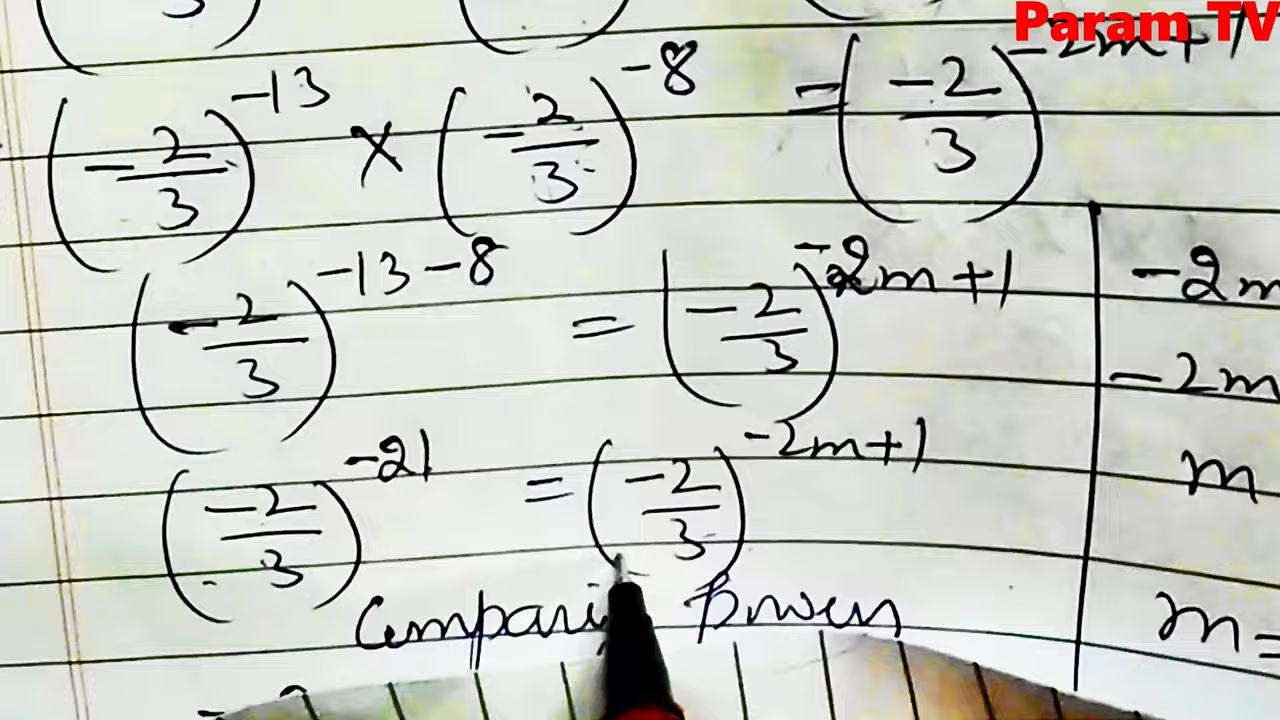 Param TV
(-2/3)^-13 × (-2/3)^-8 = (-2/3)^-2m+1
(-2/3)^-13-8 = (-2/3)^-2m+1
(-2/3)^-21 = (-2/3)^-2m+1
Comparing Powers
-2m
-2m
m
m=